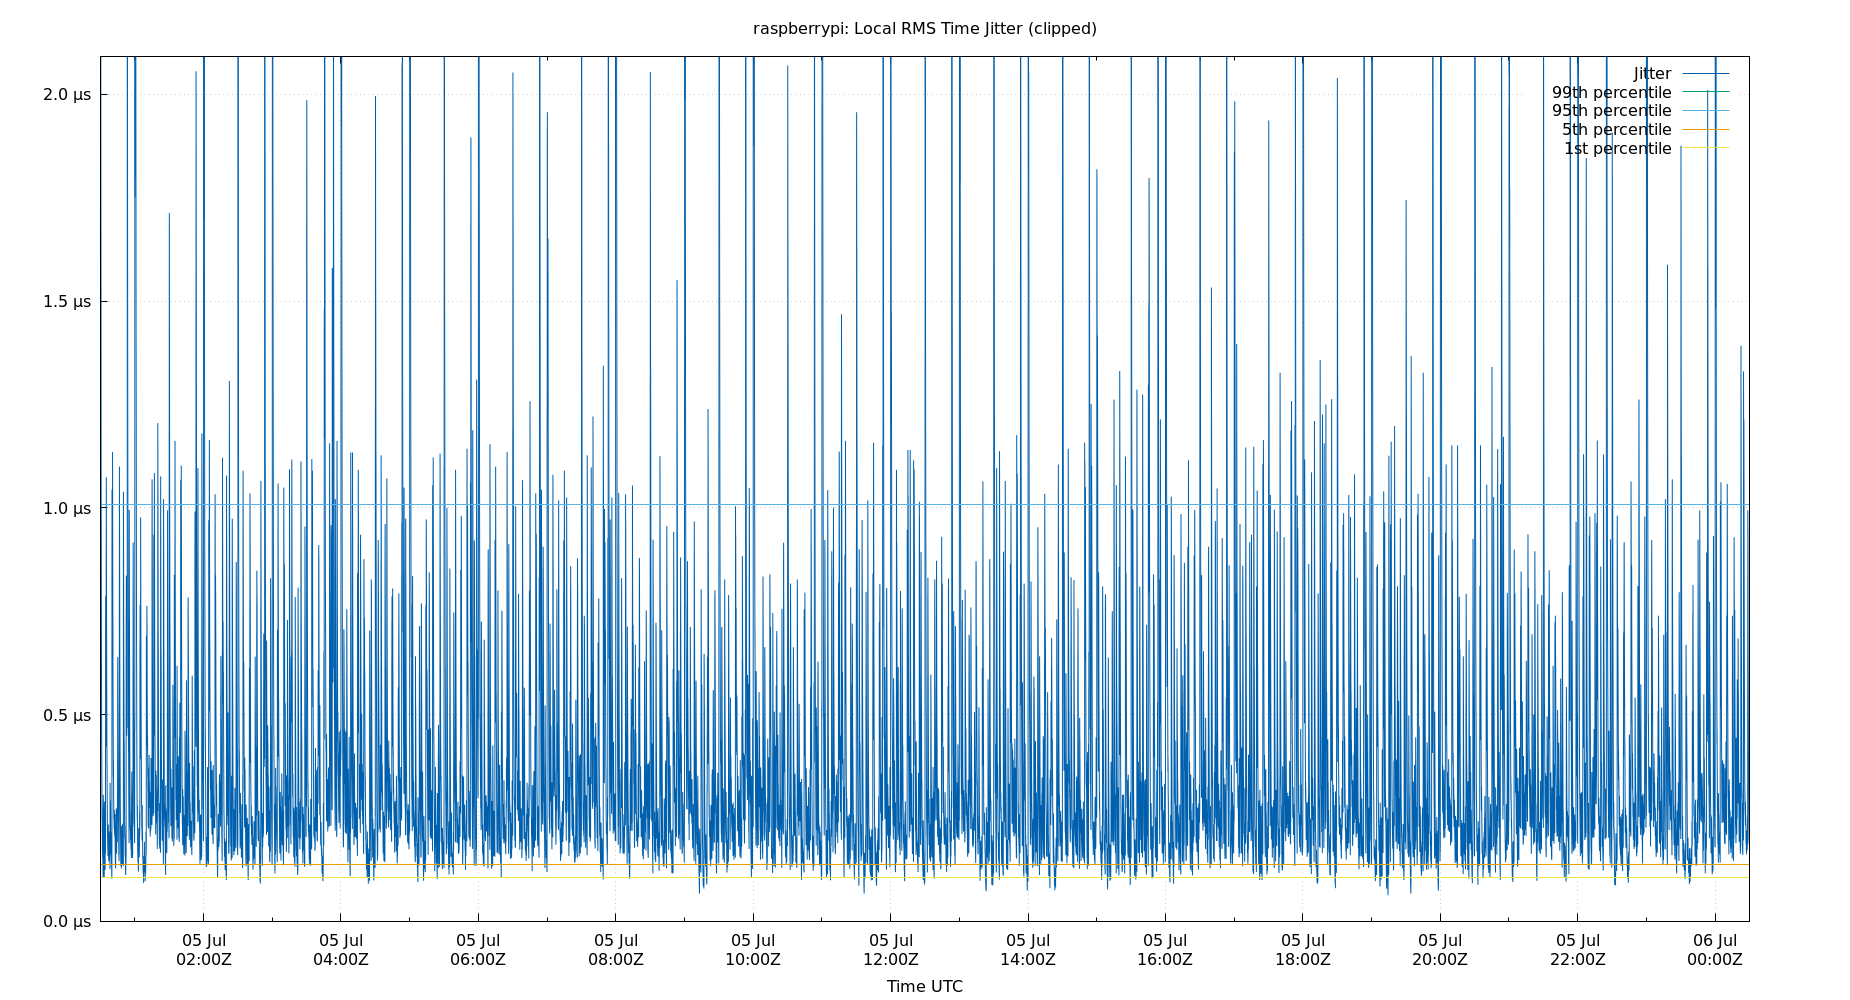 raspberrypi: Local RMS Time Jitter (clipped)
2.0 µs
1.5 µs
1.0 µs
0.5 µs
0.0 µs
Jitter
99th percentile
95th percentile
5th percentile
1st percentile
05 Jul 05 Jul 05 Jul 05 Jul 05 Jul 05 Jul 05 Jul 05 Jul 05 Jul 05 Jul 05 Jul 06 Jul
02:00Z 04:00Z 06:00Z 08:00Z 10:00Z 12:00Z 14:00Z 16:00Z 18:00Z 20:00Z 22:00Z 00:00Z
Time UTC